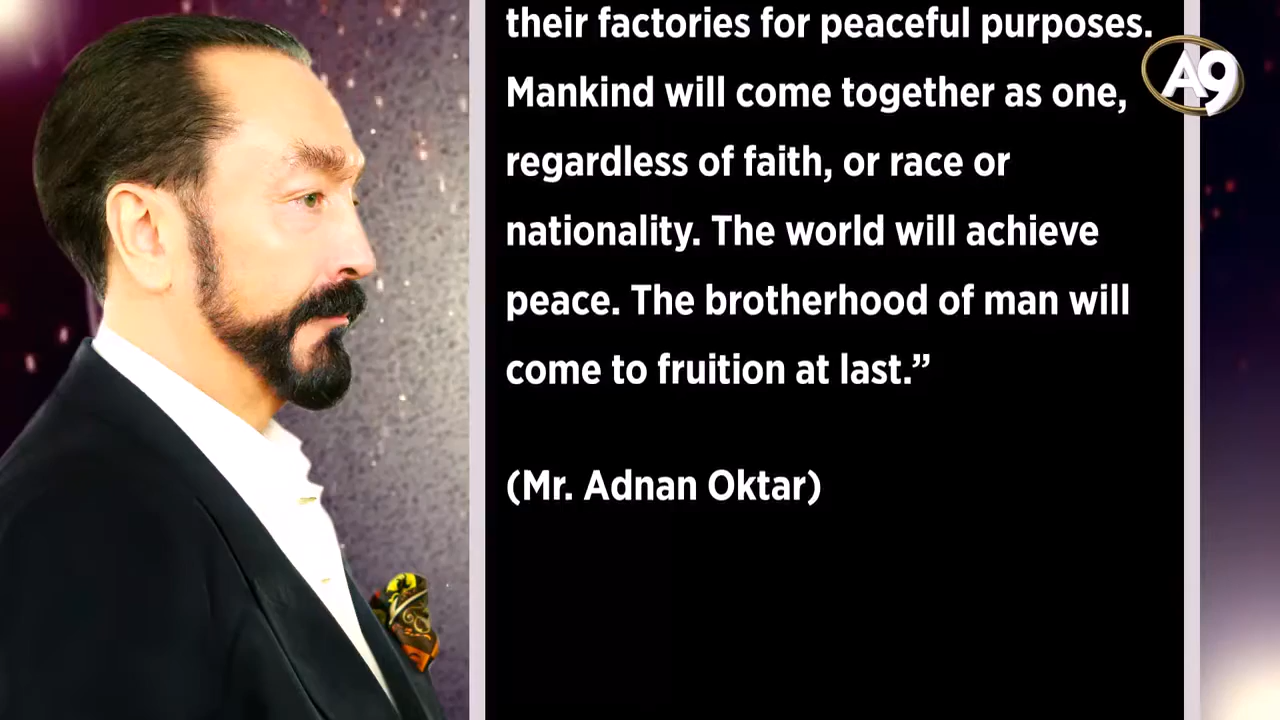 their factories for peaceful purposes.
Mankind will come together as one,
regardless of faith, or race or
nationality. The world will achieve
peace. The brotherhood of man will
come to fruition at last.”
(Mr. Adnan Oktar)
A9